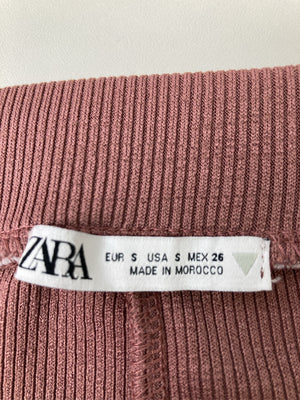 ZARA
EUR S USA S MEX 26
MADE IN MOROCCO